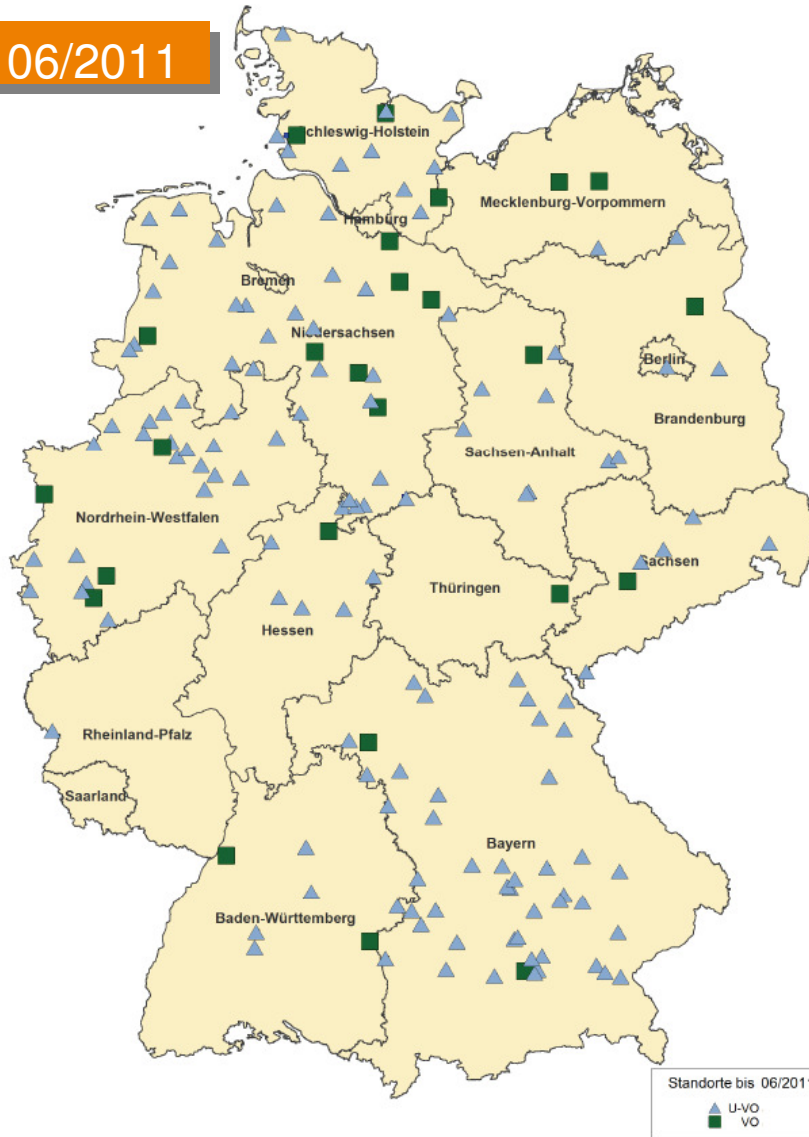 06/2011
Schleswig-Holstein
Mecklenburg-Vorpommern
Hamburg
Bremen
Niedersachsen
Berlin
Brandenburg
Sachsen-Anhalt
Nordrhein-Westfalen
Sachsen
Thüringen
Hessen
Rheinland-Pfalz
Saarland
Bayern
Baden-Württemberg
Standorte bis 06/2011
U-VO
VO